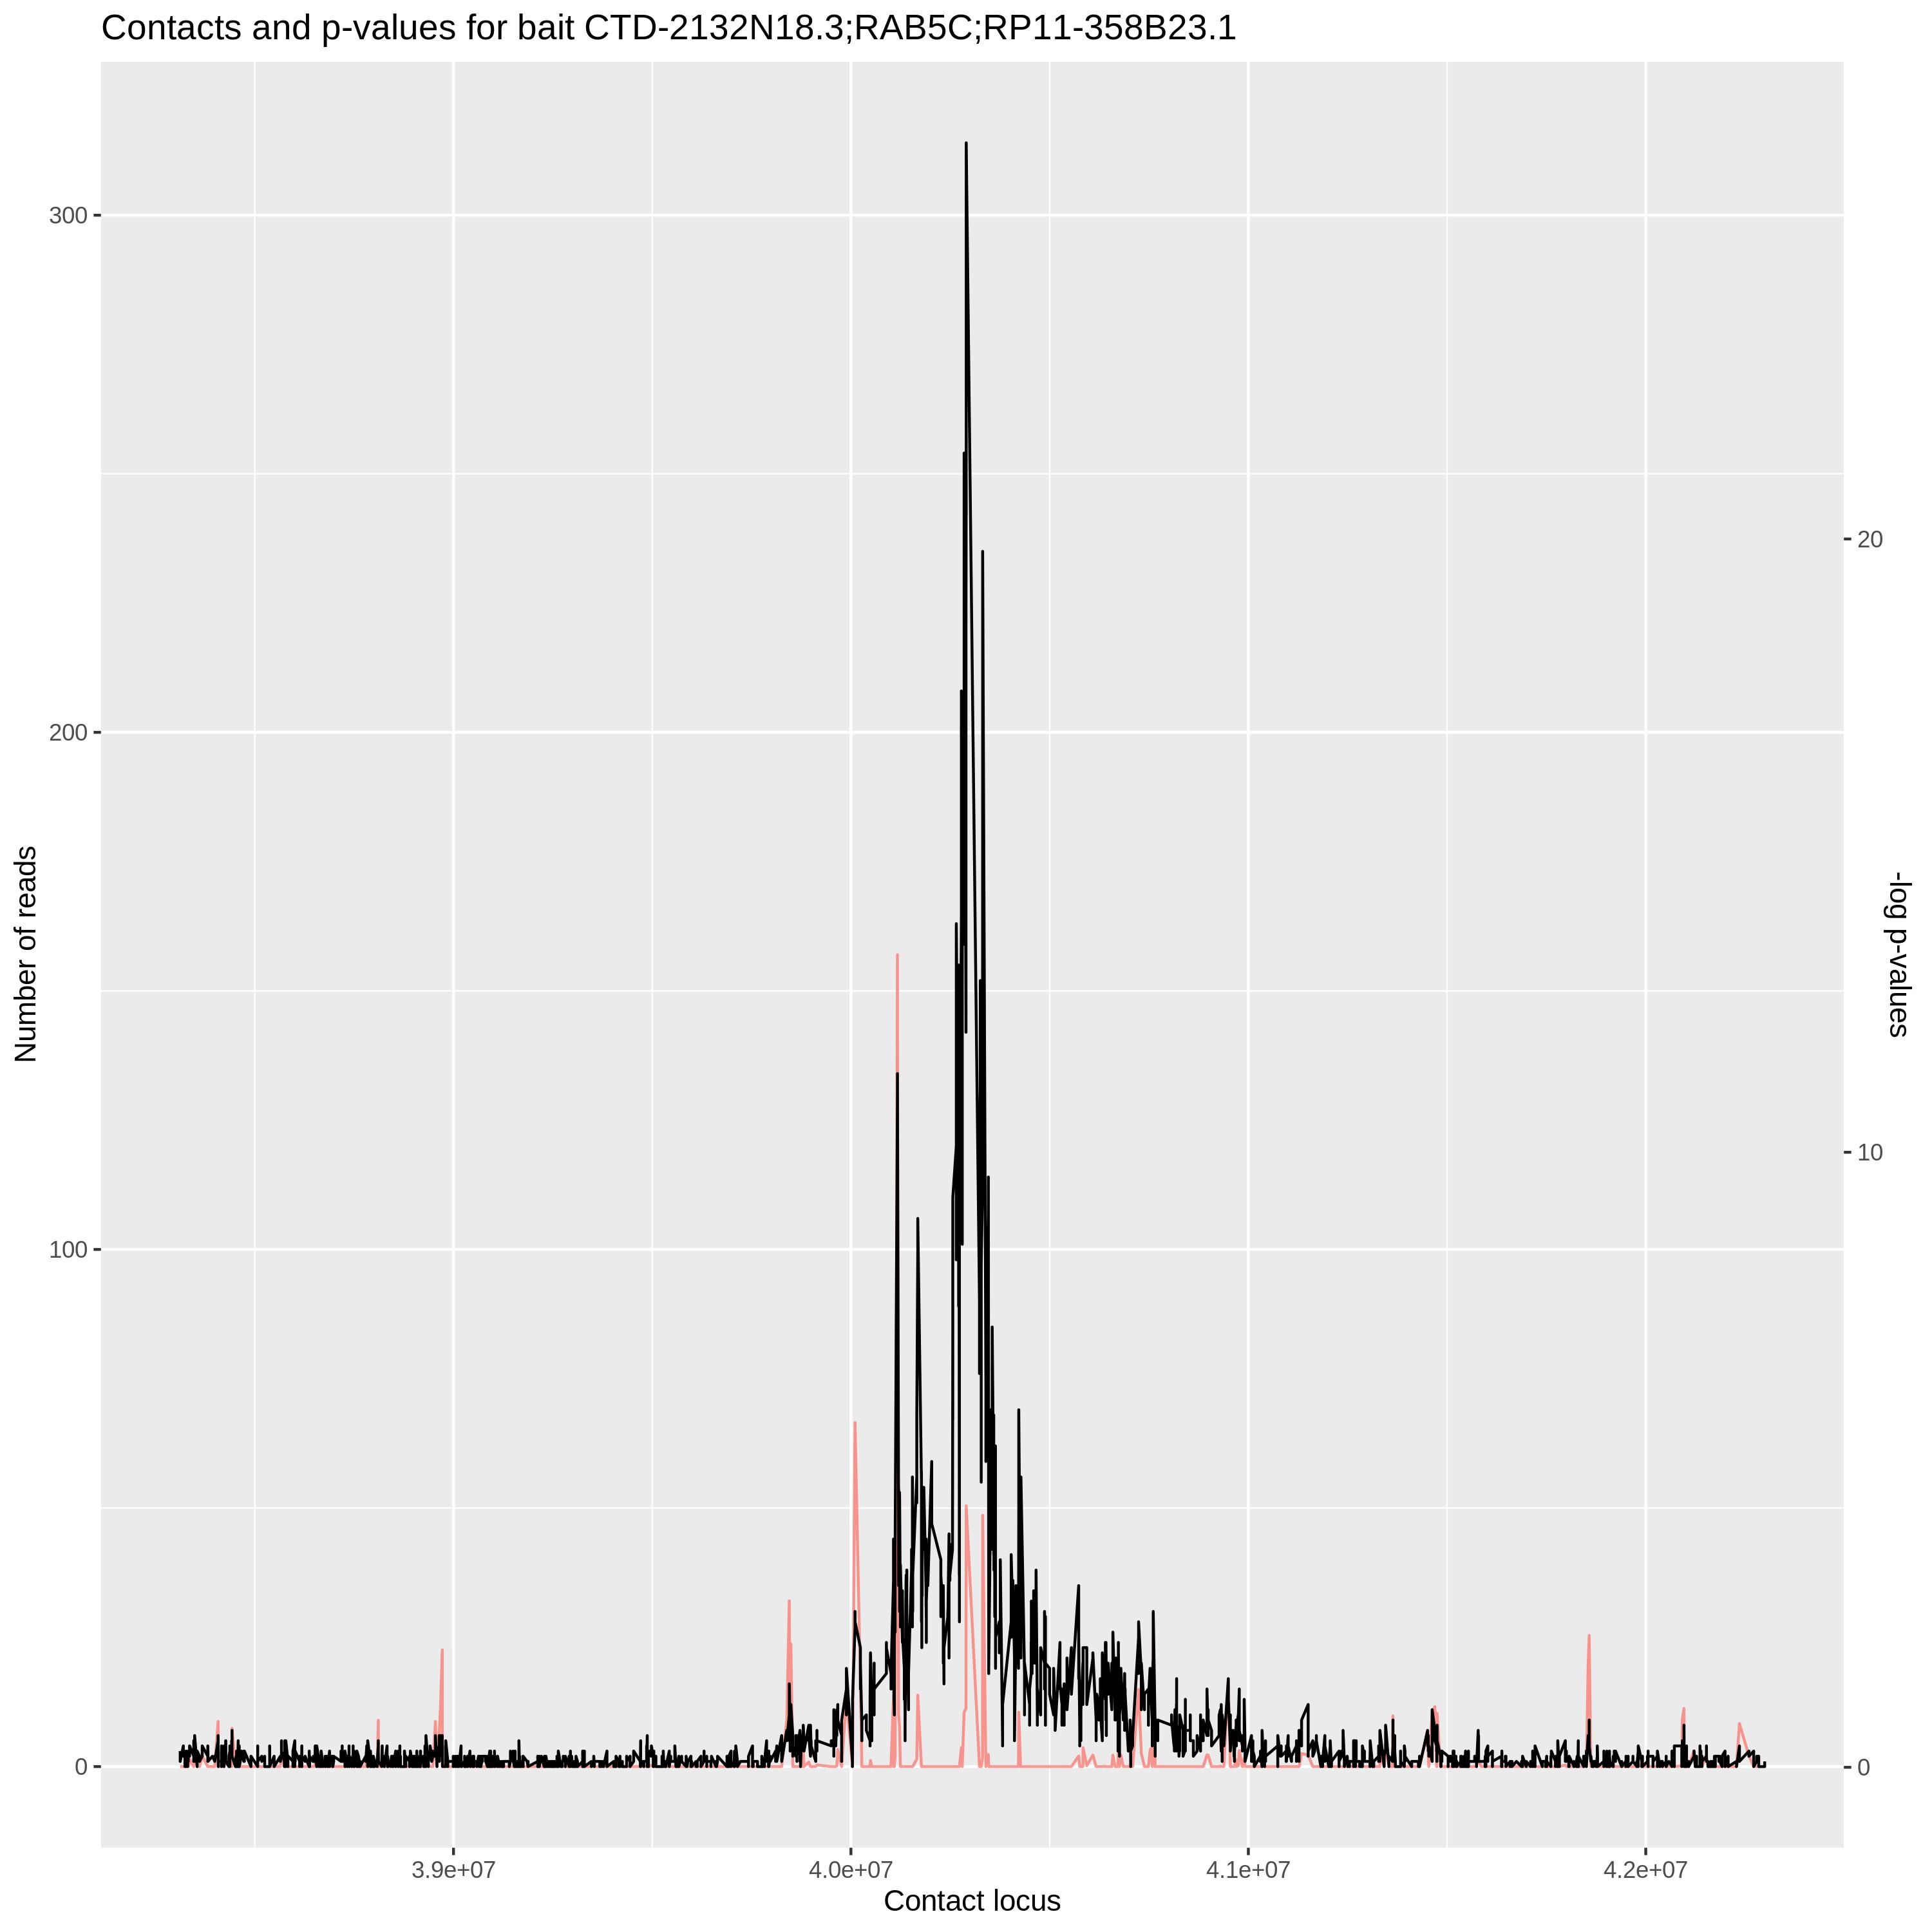 Contacts and p-values for bait CTD-2132N18.3;RAB5C;RP11-358B23.1
300
200
100
0
Number of reads
20
10
0
-log p-values
3.9e+07
4.0e+07
4.1e+07
4.2e+07
Contact locus